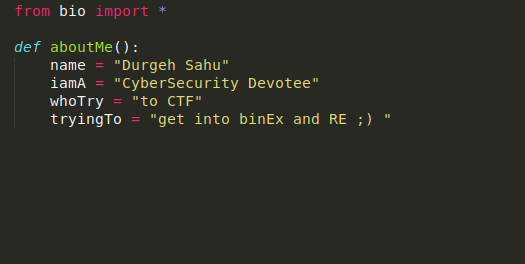 from bio import *
def aboutMe():
    name = "Durgeh Sahu"
    iamA = "CyberSecurity Devotee"
    whoTry = "to CTF"
    tryingTo = "get into binEx and RE ;) "